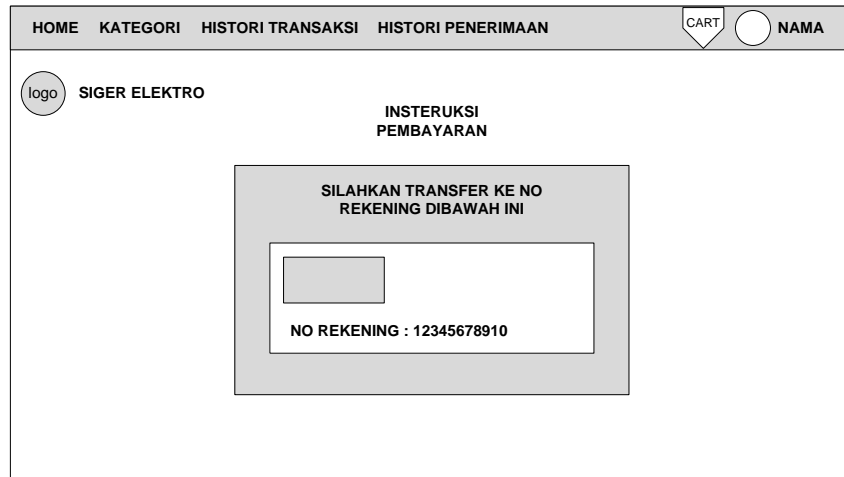 HOME KATEGORI HISTORI TRANSAKSI HISTORI PENERIMAAN CART NAMA
logo SIGER ELEKTRO
INSTERUKSI
PEMBAYARAN
SILAHKAN TRANSFER KE NO
REKENING DIBAWAH INI
NO REKENING : 12345678910